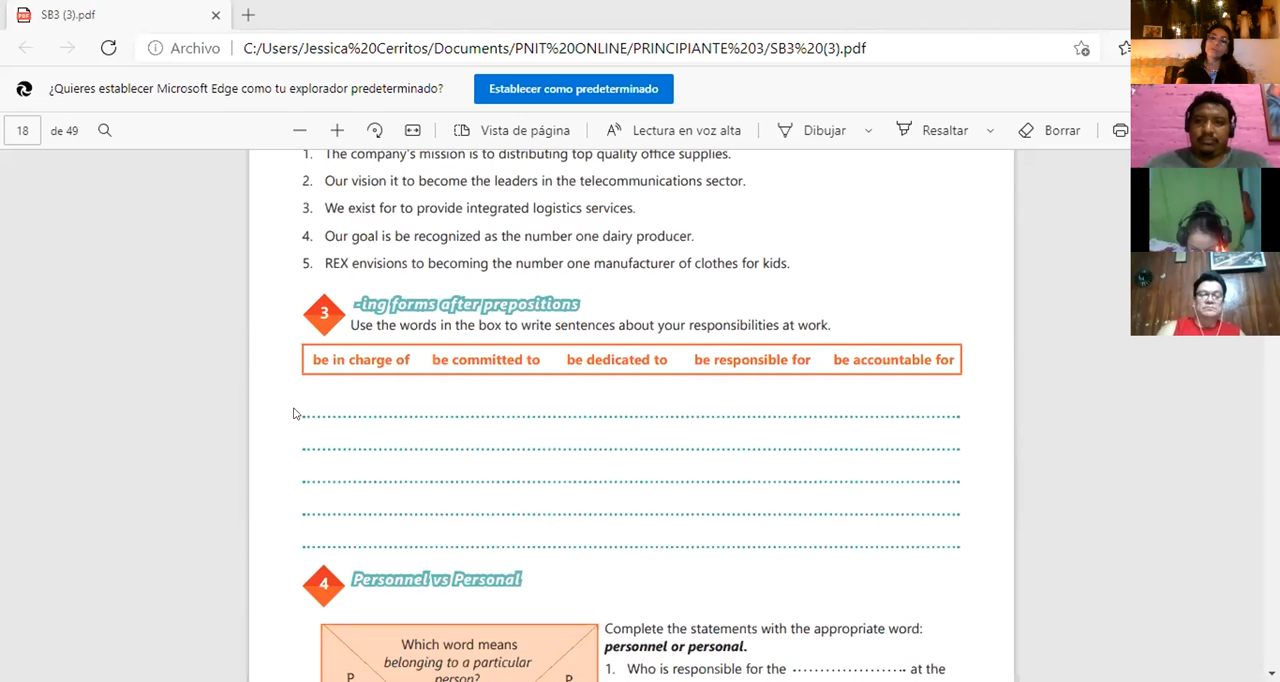 SB3 (3).pdf
Archivo C:/Users/Jessica%20Cerritos/Documents/PNIT%20ONLINE/PRINCIPIANTE%203/SB3%20(3).pdf
¿Quieres establecer Microsoft Edge como tu explorador predeterminado? Establecer como predeterminado
18 de 49 Vista de página Lectura en voz alta Dibujar Resaltar Borrar
1. The company's mission is to distributing top quality office supplies.
2. Our vision it to become the leaders in the telecommunications sector.
3. We exist for to provide integrated logistics services.
4. Our goal is be recognized as the number one dairy producer.
5. REX envisions to becoming the number one manufacturer of clothes for kids.
3 -ing forms after prepositions
Use the words in the box to write sentences about your responsibilities at work.
be in charge of be committed to be dedicated to be responsible for be accountable for
4 Personnel vs Personal
Which word means
belonging to a particular
person?
P P
Complete the statements with the appropriate word:
personnel or personal.
1. Who is responsible for the .................... at the